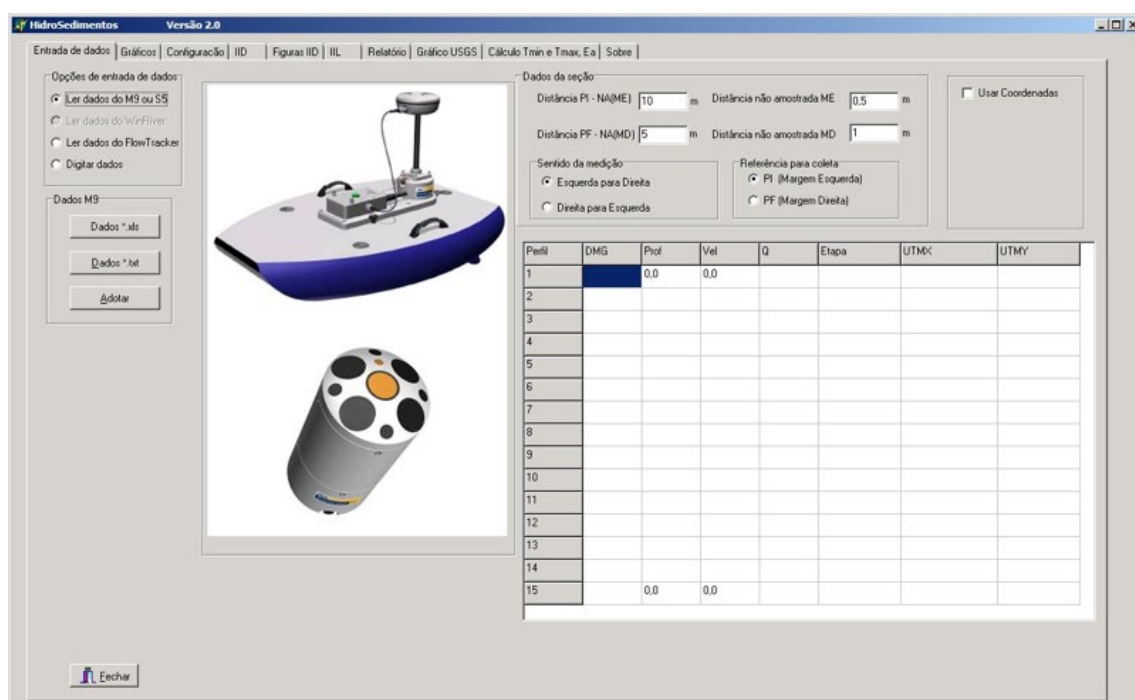 HidroSedimentos Versão 2.0
Entrada de dados Gráficos Configuracão IID Figuras IID IIL Relatório Gráfico USGS Cálculo Tmin e Tmax, Ea Sobre
Opções de entrada de dados
Ler dados do M9 ou S5
Ler dados do WinRiver
Ler dados do FlowTracker
Digitar dados
Dados M9
Dados *.xls
Dados *.txt
Adotar
Dados da seção
Distância PI - NA(ME) 10 m Distância não amostrada ME 0.5 m
Distância PF - NA(MD) 5 m Distância não amostrada MD 1 m
Sentido da medição
Esquerda para Direita
Direita para Esquerda
Referência para coleta
PI (Margem Esquerda)
PF (Margem Direita)
Usar Coordenadas
Perfil DMG Prof Vel Q Etapa UTMX UTMY
1 0,0 0,0
2
3
4
5
6
7
8
9
10
11
12
13
14
15 0,0 0,0
Fechar